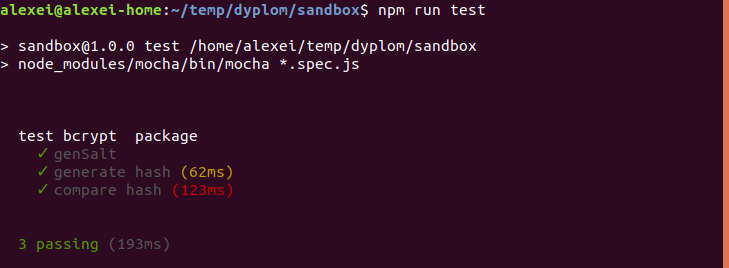 alexei@alexei-home:~/temp/dyplom/sandbox$ npm run test
> sandbox@1.0.0 test /home/alexei/temp/dyplom/sandbox
> node_modules/mocha/bin/mocha *.spec.js
test bcrypt  package
✓ genSalt
✓ generate hash (62ms)
✓ compare hash (123ms)
3 passing (193ms)